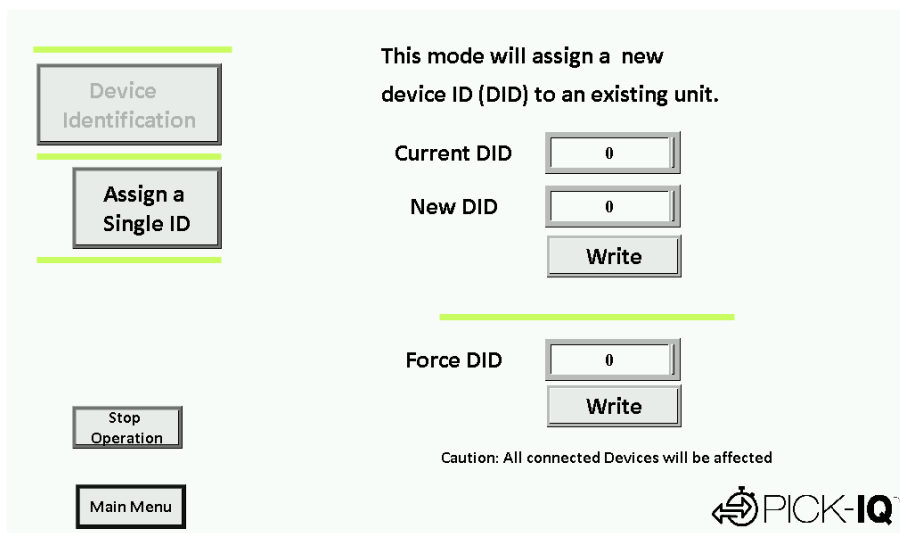 Device
Identification
Assign a
Single ID
Stop
Operation
Main Menu
This mode will assign a new
device ID (DID) to an existing unit.
Current DID 0
New DID 0
Write
Force DID 0
Write
Caution: All connected Devices will be affected
PICK-IQ